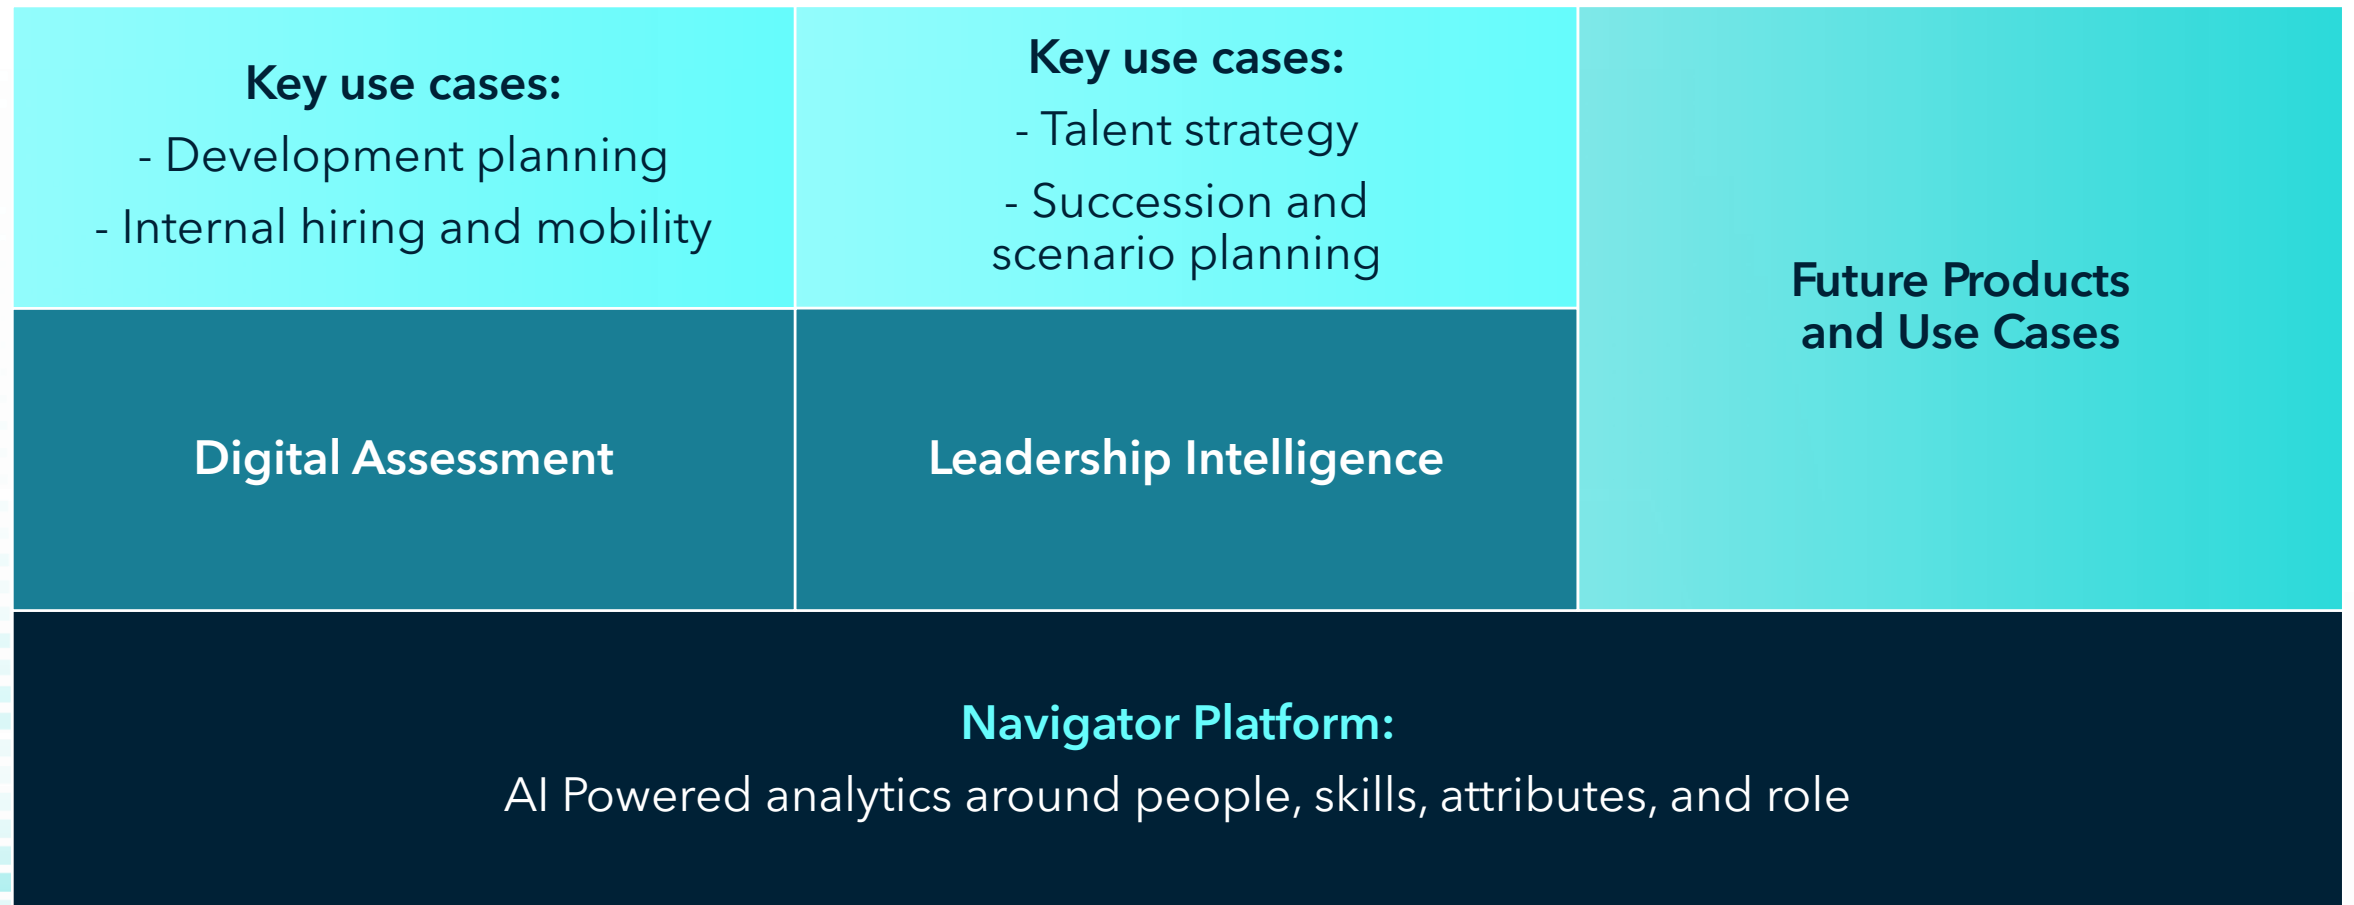 Key use cases:
- Development planning
- Internal hiring and mobility
Key use cases:
- Talent strategy
- Succession and
scenario planning
Future Products
and Use Cases
Digital Assessment
Leadership Intelligence
Navigator Platform:
AI Powered analytics around people, skills, attributes, and role